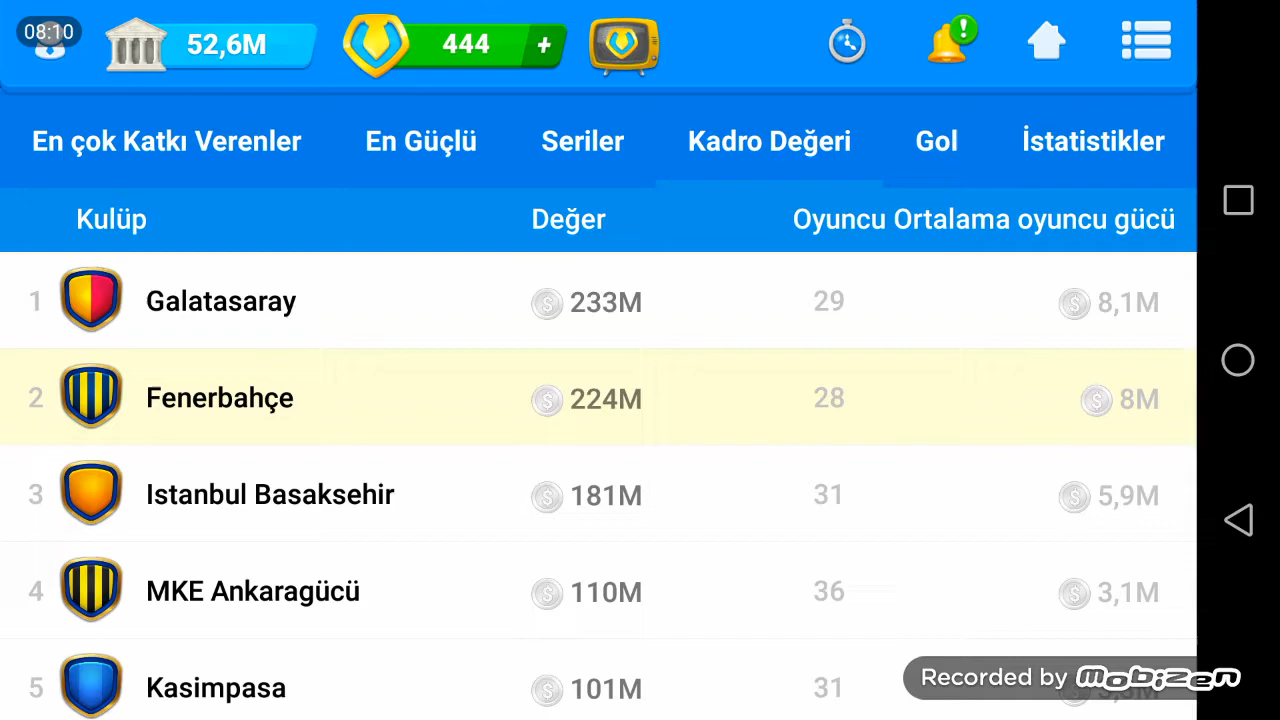 08:10 52,6M 444 +
En çok Katkı Verenler En Güçlü Seriler Kadro Değeri Gol İstatistikler
Kulüp Değer Oyuncu Ortalama oyuncu gücü
1 Galatasaray 233M 29 8,1M
2 Fenerbahçe 224M 28 8M
3 Istanbul Basaksehir 181M 31 5,9M
4 MKE Ankaragücü 110M 36 3,1M
5 Kasimpasa 101M 31
Recorded by mobizen